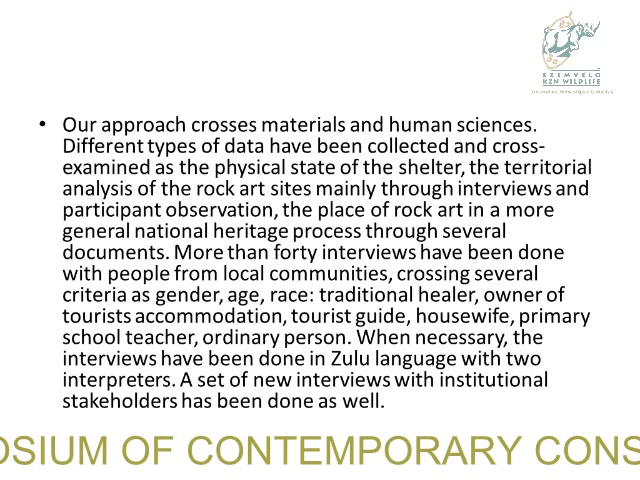 EZEMVELO
KZN WILDLIFE
• Our approach crosses materials and human sciences.
Different types of data have been collected and cross-
examined as the physical state of the shelter, the territorial
analysis of the rock art sites mainly through interviews and
participant observation, the place of rock art in a more
general national heritage process through several
documents. More than forty interviews have been done
with people from local communities, crossing several
criteria as gender, age, race: traditional healer, owner of
tourists accommodation, tourist guide, housewife, primary
school teacher, ordinary person. When necessary, the
interviews have been done in Zulu language with two
interpreters. A set of new interviews with institutional
stakeholders has been done as well.
OSIUM OF CONTEMPORARY CONS